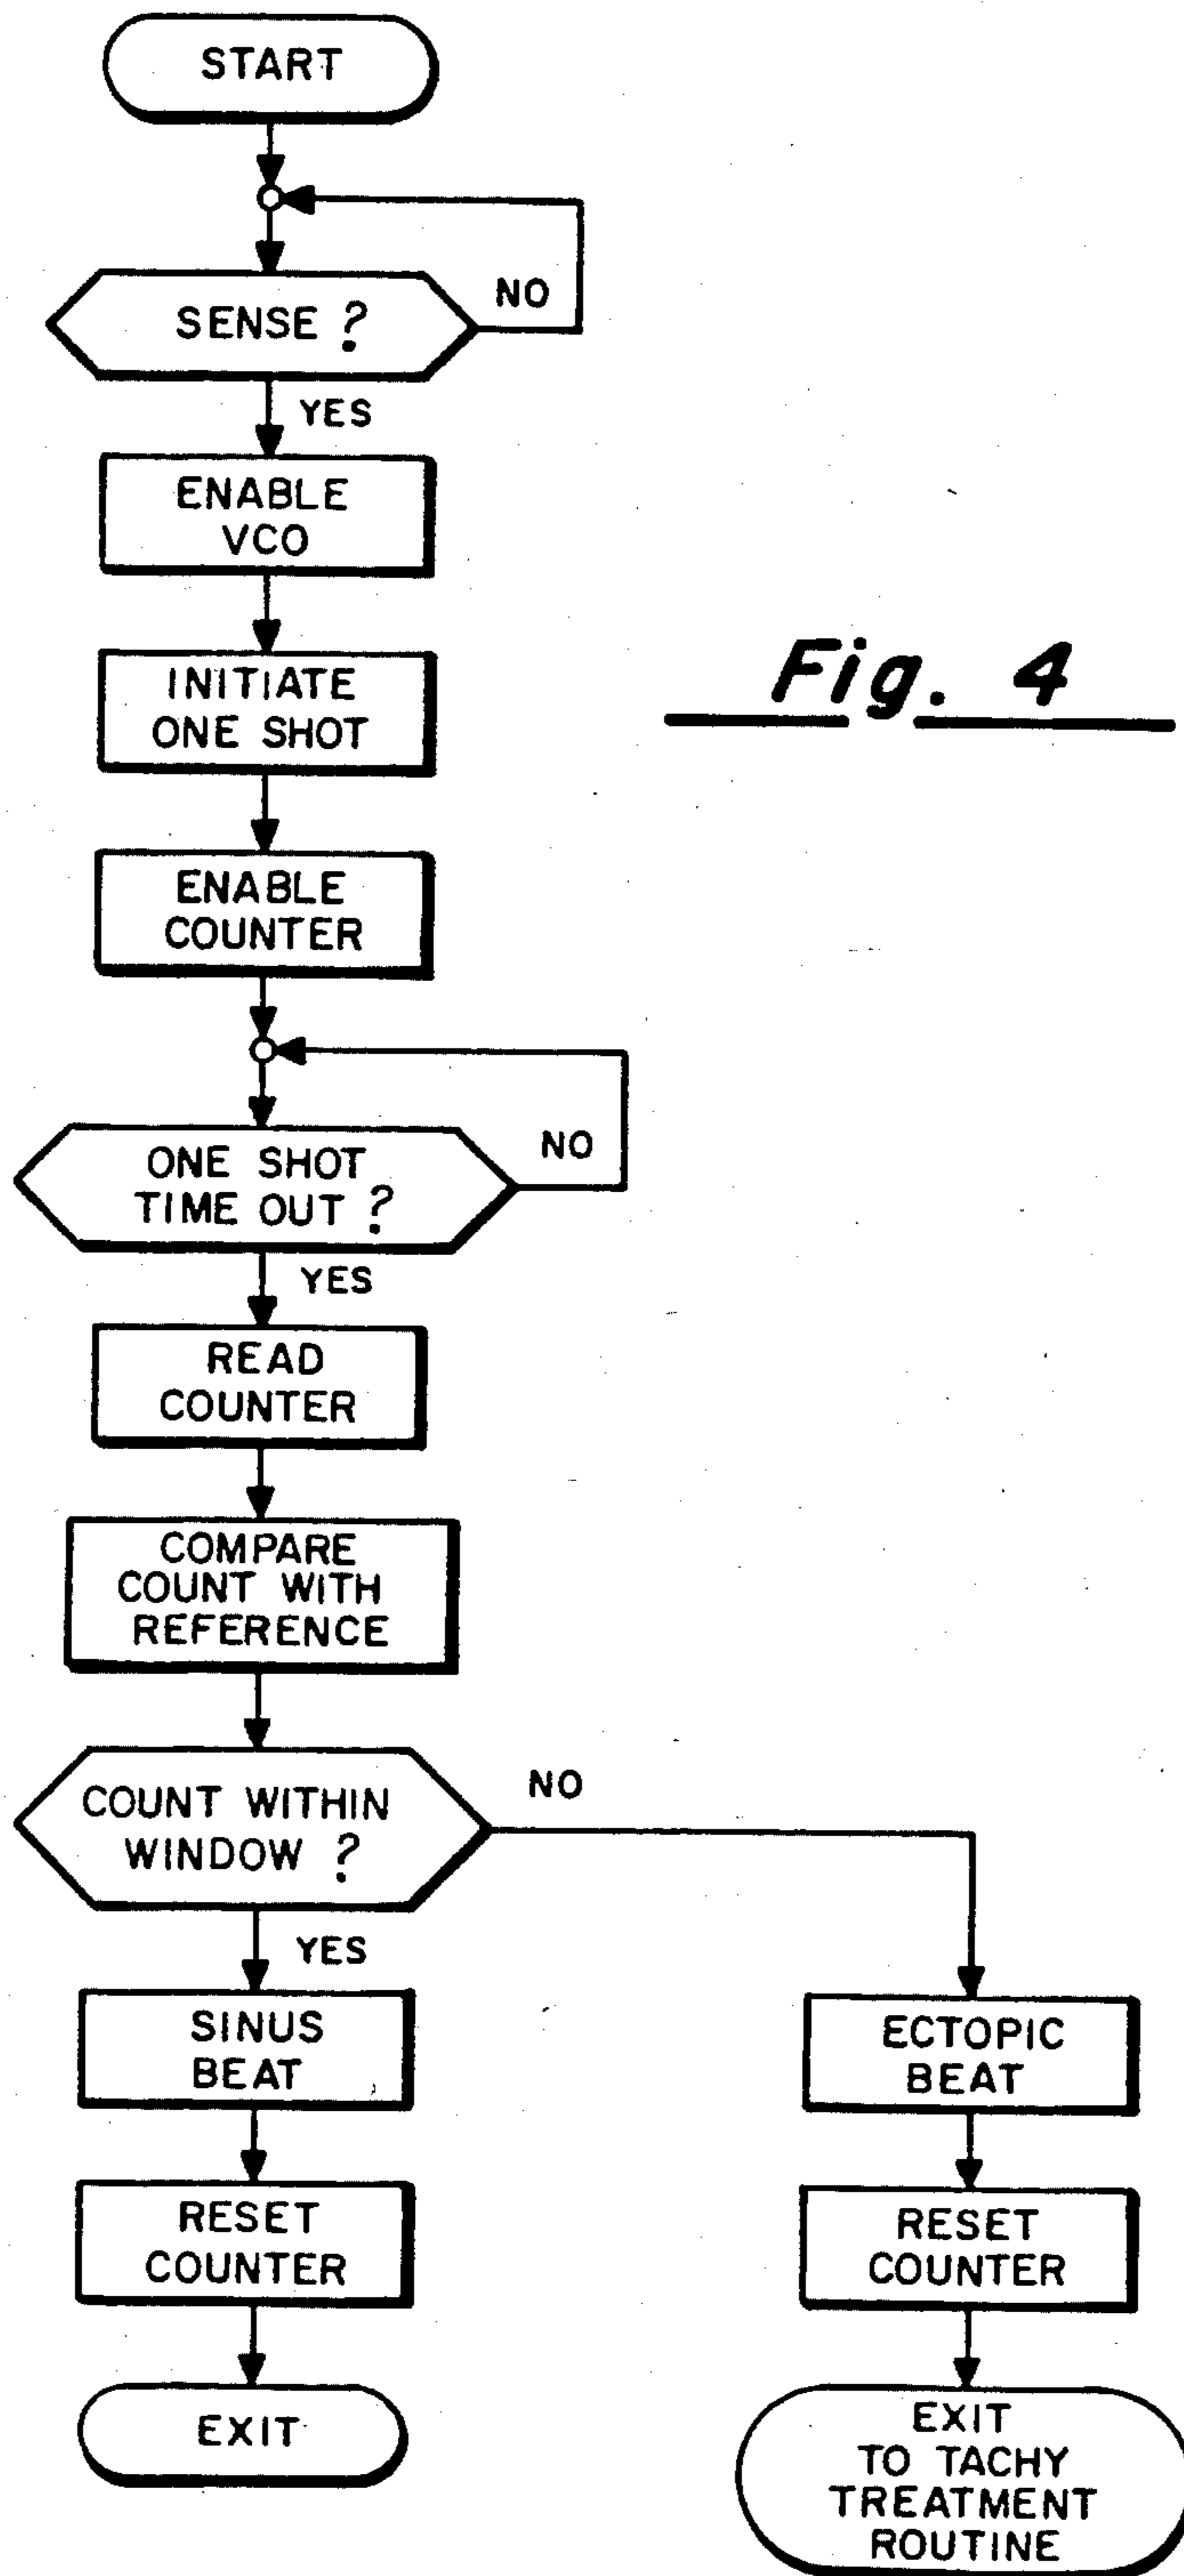 START
NO
SENSE ?
YES
ENABLE
VCO
INITIATE
ONE SHOT
Fig. 4
ENABLE
COUNTER
NO
ONE SHOT
TIME OUT ?
YES
READ
COUNTER
COMPARE
COUNT WITH
REFERENCE
COUNT WITHIN
WINDOW ?
NO
YES
SINUS
BEAT
ECTOPIC
BEAT
RESET
COUNTER
RESET
COUNTER
EXIT
EXIT
TO TACHY
TREATMENT
ROUTINE